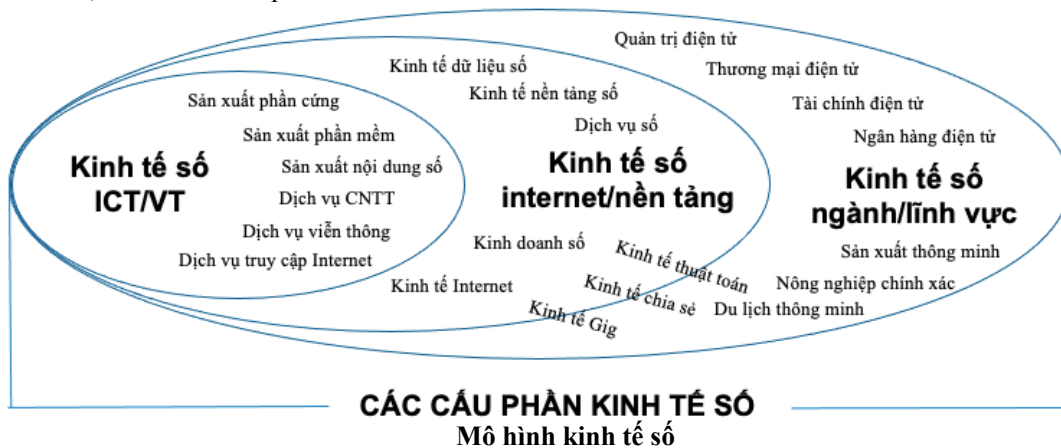 Quản trị điện tử
Kinh tế dữ liệu số
Thương mại điện tử
Kinh tế nền tảng số
Sản xuất phần cứng
Tài chính điện tử
Dịch vụ số
Sản xuất phần mềm
Ngân hàng điện tử
Kinh tế số
ICT/VT
Sản xuất nội dung số
Dịch vụ CNTT
Dịch vụ viễn thông
Dịch vụ truy cập Internet
Kinh tế số
internet/nền tảng
Kinh tế số
ngành/lĩnh vực
Kinh doanh số
Kinh tế thuật toán
Sản xuất thông minh
Kinh tế Internet
Kinh tế chia sẻ
Nông nghiệp chính xác
Kinh tế Gig
Du lịch thông minh
CÁC CẤU PHẦN KINH TẾ SỐ
Mô hình kinh tế số